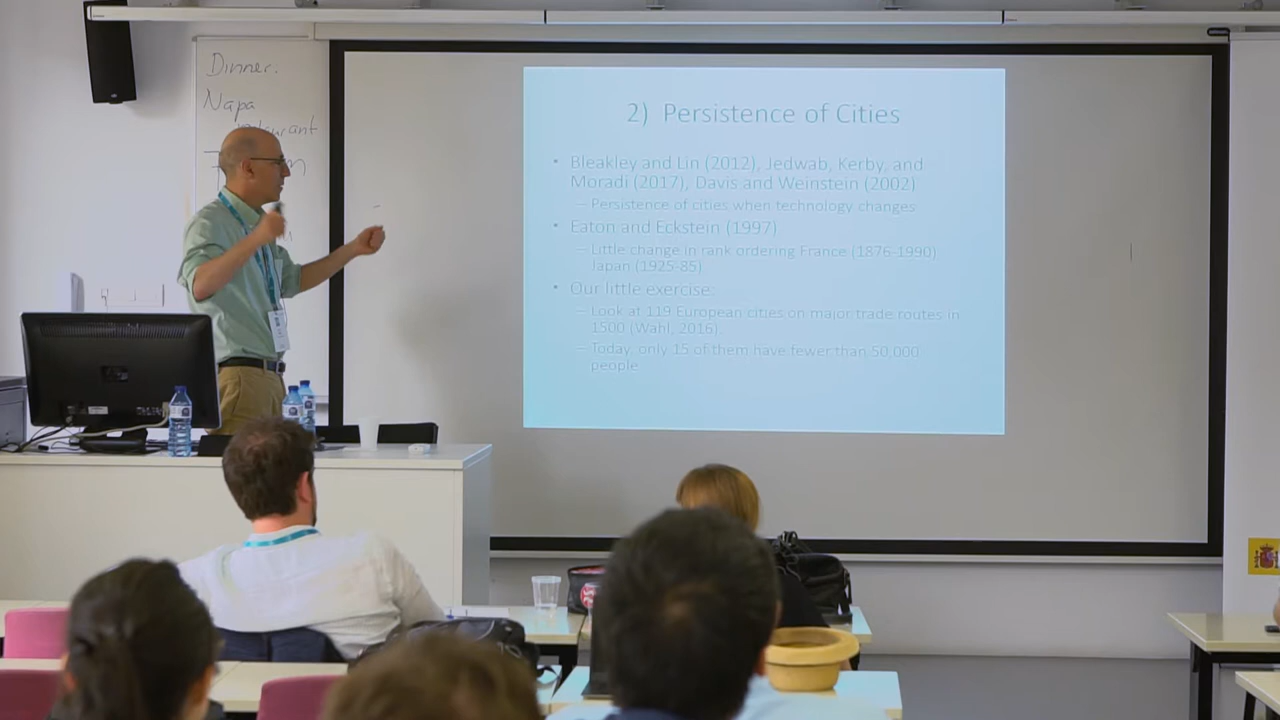 Dinner:
Napa
restaurant
2) Persistence of Cities
• Bleakley and Lin (2012), Jedwab, Kerby, and
Moradi (2017), Davis and Weinstein (2002)
– Persistence of cities when technology changes
• Eaton and Eckstein (1997)
– Little change in rank ordering France (1876-1990)
Japan (1925-85)
• Our little exercise:
– Look at 119 European cities on major trade routes in
1500 (Wahl, 2016).
– Today, only 15 of them have fewer than 50,000
people